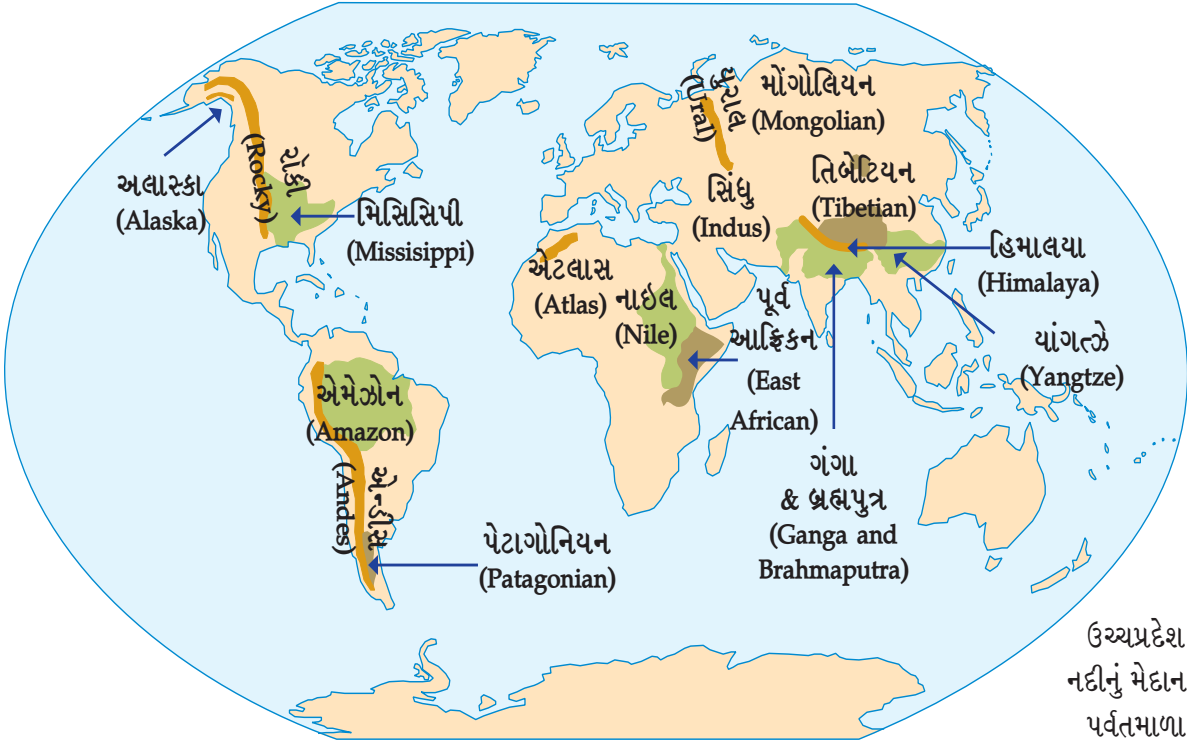 અલાસ્કા
(Alaska)
રોકી
(Rocky)
મિસિસિપી
(Missisippi)
યુરાલ
(Ural)
મોંગોલિયન
(Mongolian)
સિંધુ
(Indus)
તિબેટિયન
(Tibetian)
હિમાલયા
(Himalaya)
એટલાસ
(Atlas)
નાઇલ
(Nile)
પૂર્વ
આફ્રિકન
(East
African)
યાંગત્ઝે
(Yangtze)
એમેઝોન
(Amazon)
એન્ડીસ
(Andes)
ગંગા
& બ્રહ્મપુત્ર
(Ganga and
Brahmaputra)
પેટાગોનિયન
(Patagonian)
ઉચ્ચપ્રદેશ
નદીનું મેદાન
પર્વતમાળા